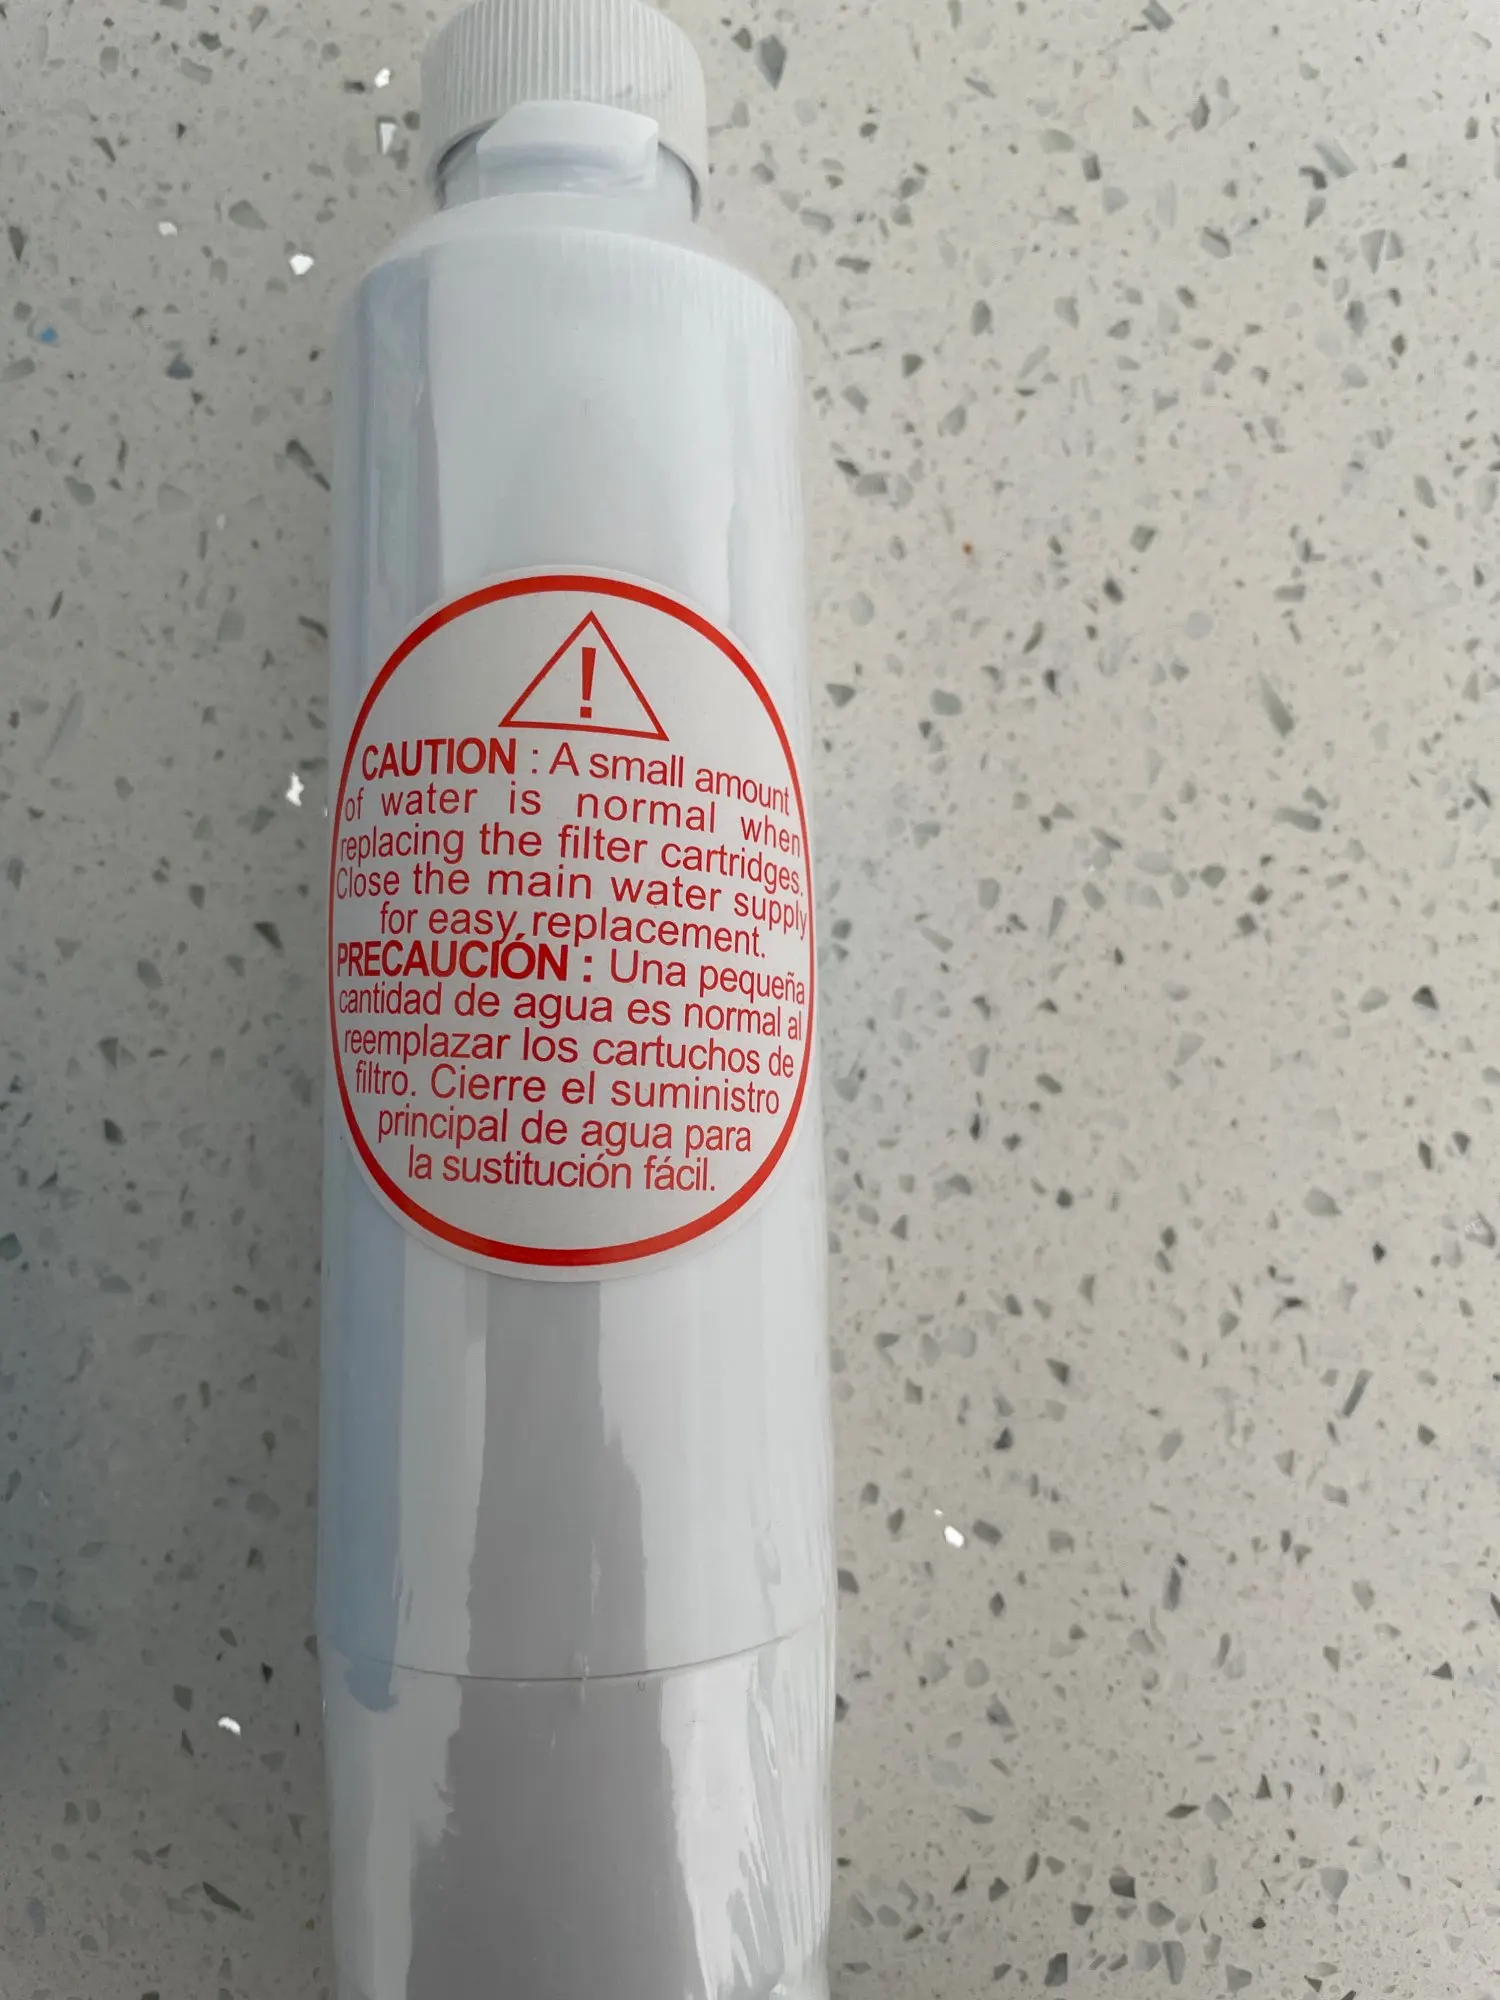 !
CAUTION : A small amount
of water is normal when
replacing the filter cartridges.
Close the main water supply
for easy replacement.
PRECAUCIÓN : Una pequeña
cantidad de agua es normal al
reemplazar los cartuchos de
filtro. Cierre el suministro
principal de agua para
la sustitución fácil.